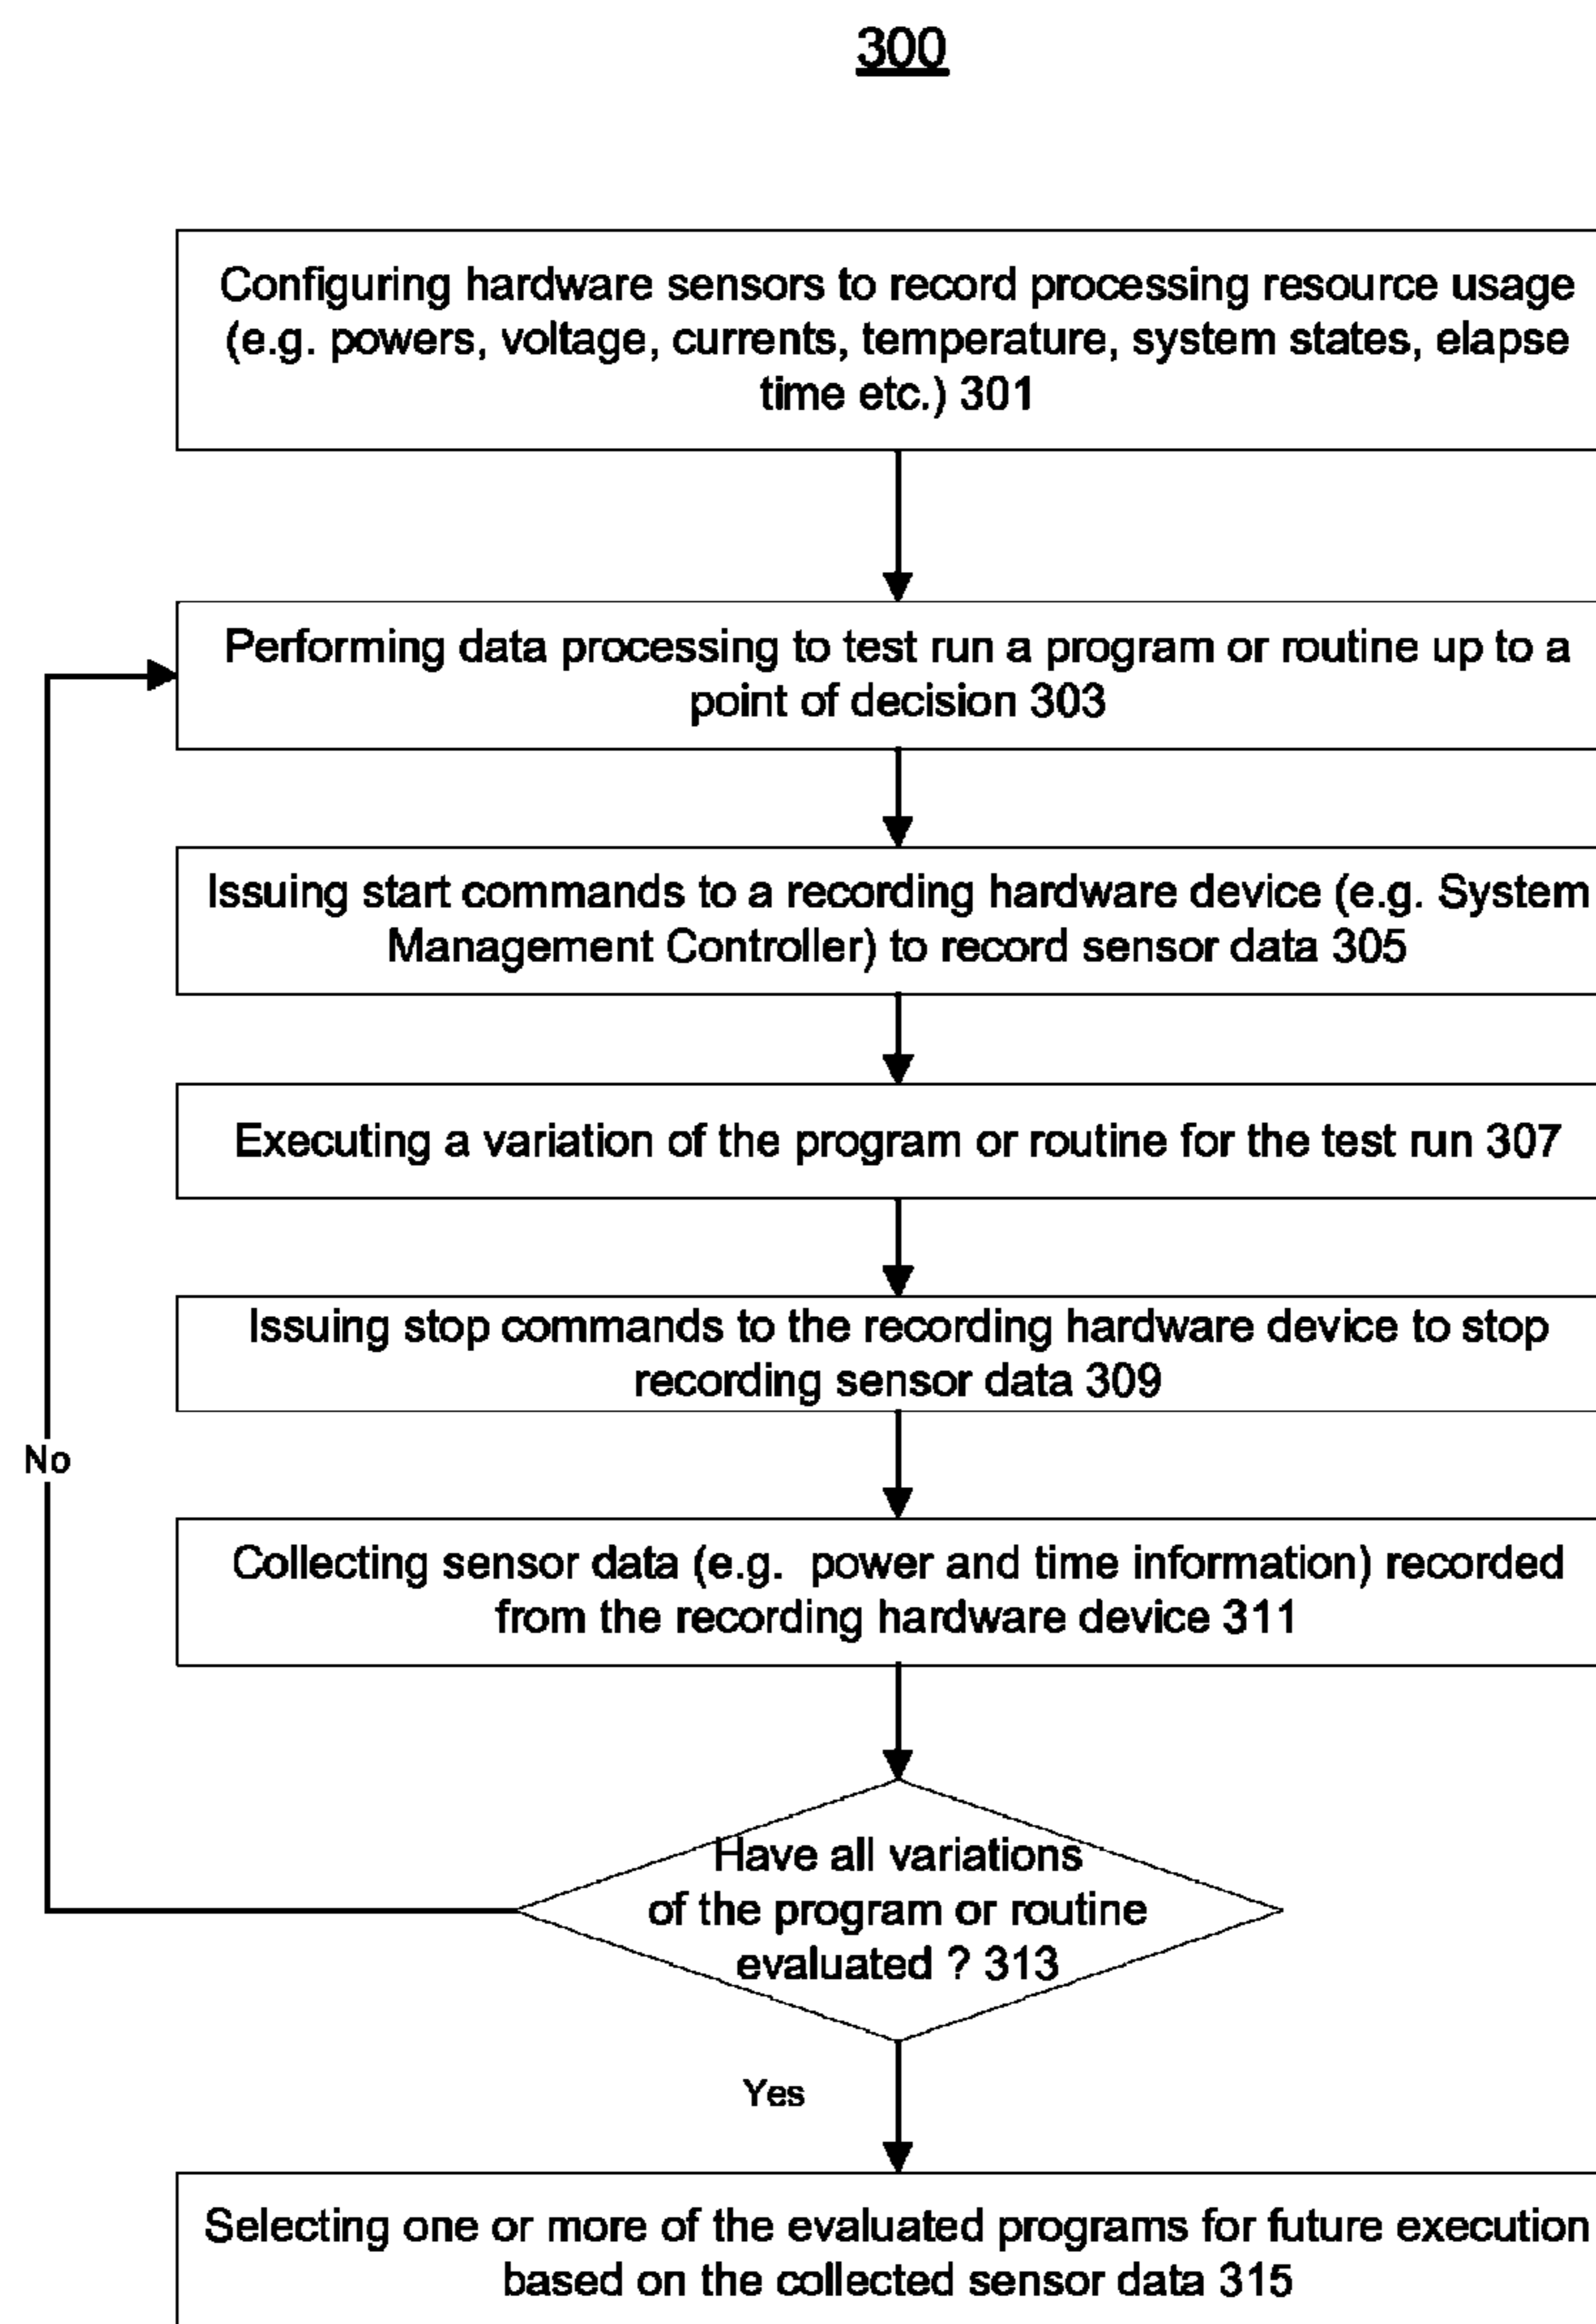 300
Configuring hardware sensors to record processing resource usage
(e.g. powers, voltage, currents, temperature, system states, elapse
time etc.) 301
Performing data processing to test run a program or routine up to a
point of decision 303
Issuing start commands to a recording hardware device (e.g. System
Management Controller) to record sensor data 305
Executing a variation of the program or routine for the test run 307
Issuing stop commands to the recording hardware device to stop
recording sensor data 309
No
Collecting sensor data (e.g. power and time information) recorded
from the recording hardware device 311
Have all variations
of the program or routine
evaluated ? 313
Yes
Selecting one or more of the evaluated programs for future execution
based on the collected sensor data 315